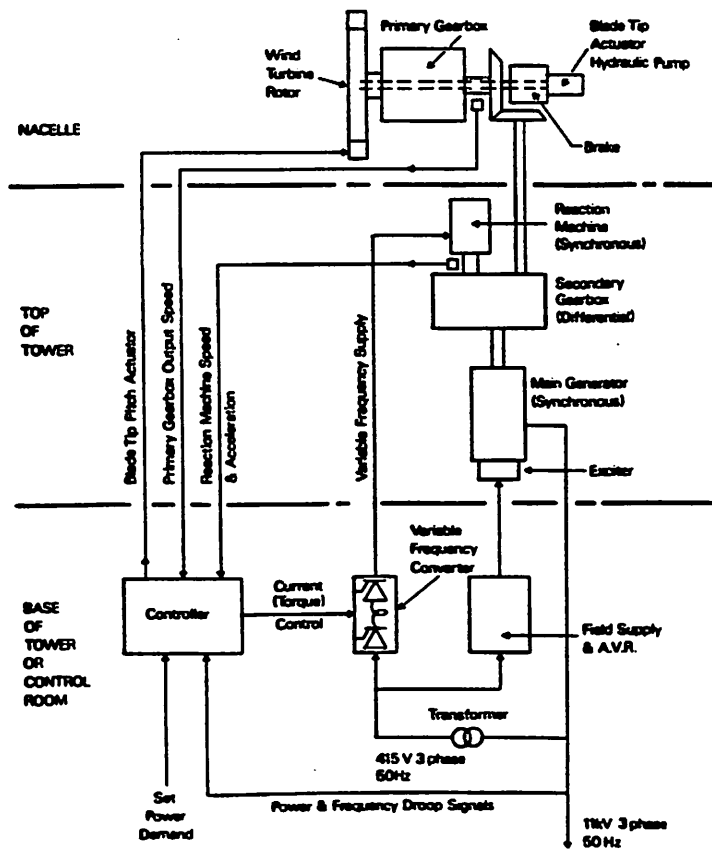 Primary Gearbox
Blade Tip
Actuator
Hydraulic Pump
Wind
Turbine
Rotor
Brake
NACELLE
Reaction
Machine
(Synchronous)
Secondary
Gearbox
(Differential)
TOP
OF
TOWER
Blade Tip Pitch Actuator
Primary Gearbox Output Speed
Reaction Machine Speed
& Acceleration
Variable Frequency Supply
Main Generator
(Synchronous)
Exciter
Variable
Frequency
Converter
BASE
OF
TOWER
OR
CONTROL
ROOM
Controller
Current
(Torque)
Control
Field Supply
& A.V.R.
Transformer
415 V 3 phase
50Hz
Set
Power
Demand
Power & Frequency Droop Signals
11kV 3 phase
50 Hz